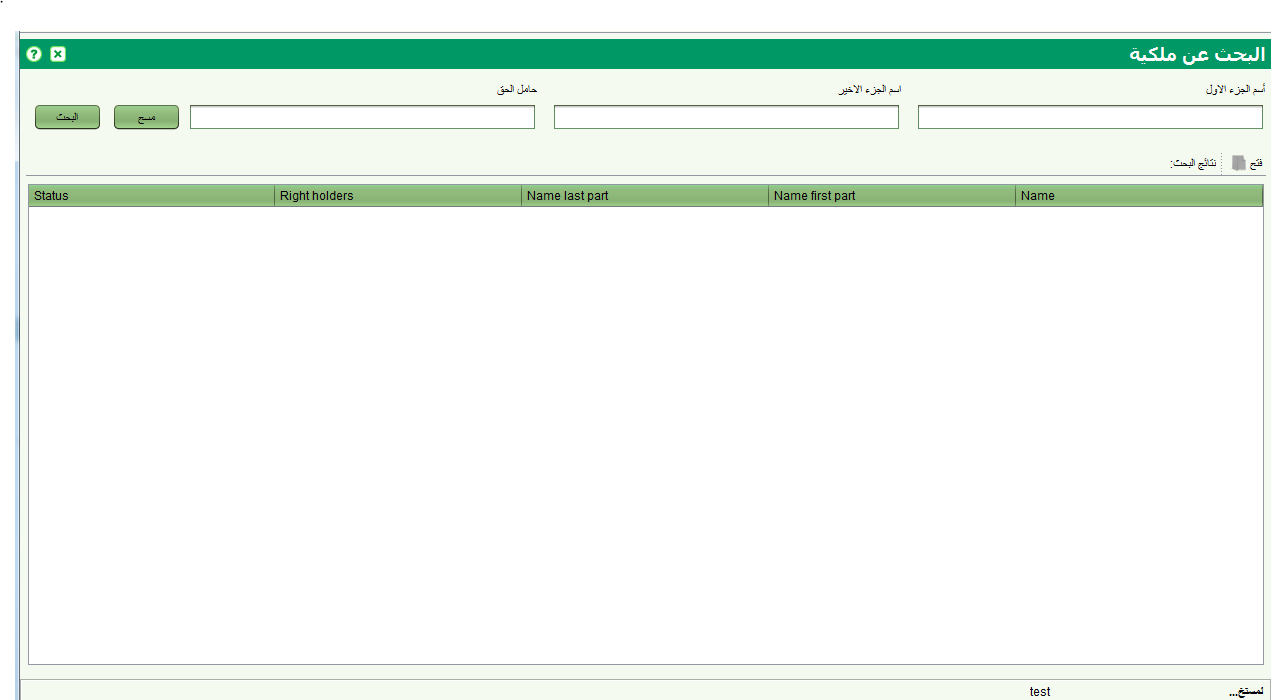 البحث عن ملكية
أسم الجزء الاول
اسم الجزء الاخير
حامل الحق
مسح
البحث
فتح
نتائج البحث:
Name
Name first part
Name last part
Right holders
Status
لمستخ...
test